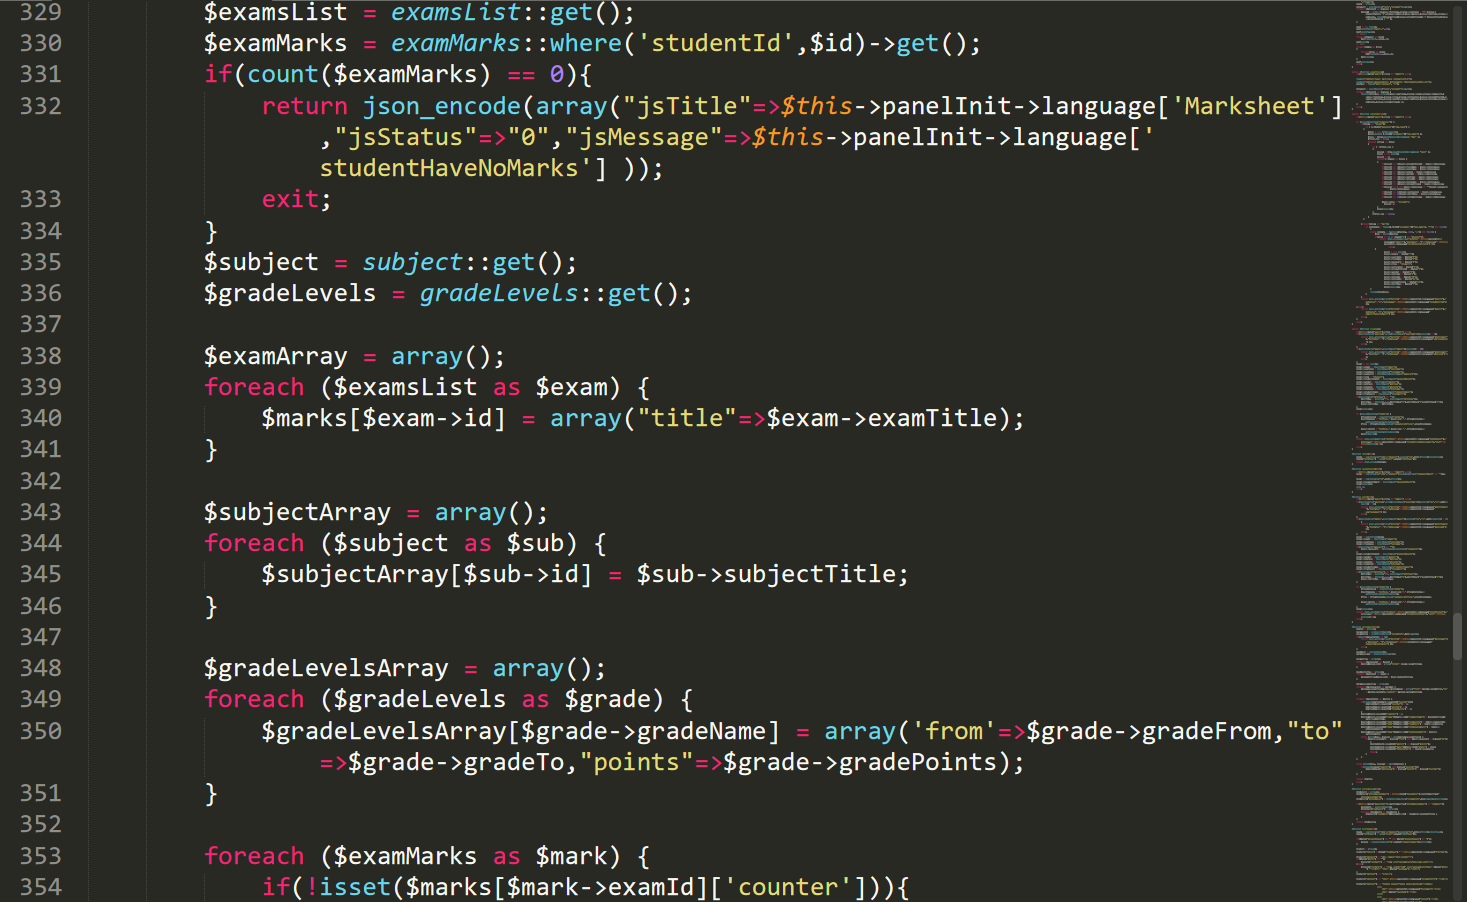 329 $examsList = examsList::get();
330 $examMarks = examMarks::where('studentId',$id)->get();
331 if(count($examMarks) == 0){
332 return json_encode(array("jsTitle"=>$this->panelInit->language['Marksheet']
,"jsStatus"=>"0","jsMessage"=>$this->panelInit->language['
studentHaveNoMarks'] ));
333 exit;
334 }
335 $subject = subject::get();
336 $gradeLevels = gradeLevels::get();
337
338 $examArray = array();
339 foreach ($examsList as $exam) {
340 $marks[$exam->id] = array("title"=>$exam->examTitle);
341 }
342
343 $subjectArray = array();
344 foreach ($subject as $sub) {
345 $subjectArray[$sub->id] = $sub->subjectTitle;
346 }
347
348 $gradeLevelsArray = array();
349 foreach ($gradeLevels as $grade) {
350 $gradeLevelsArray[$grade->gradeName] = array('from'=>$grade->gradeFrom,"to"
=>$grade->gradeTo,"points"=>$grade->gradePoints);
351 }
352
353 foreach ($examMarks as $mark) {
354 if(!isset($marks[$mark->examId]['counter'])){